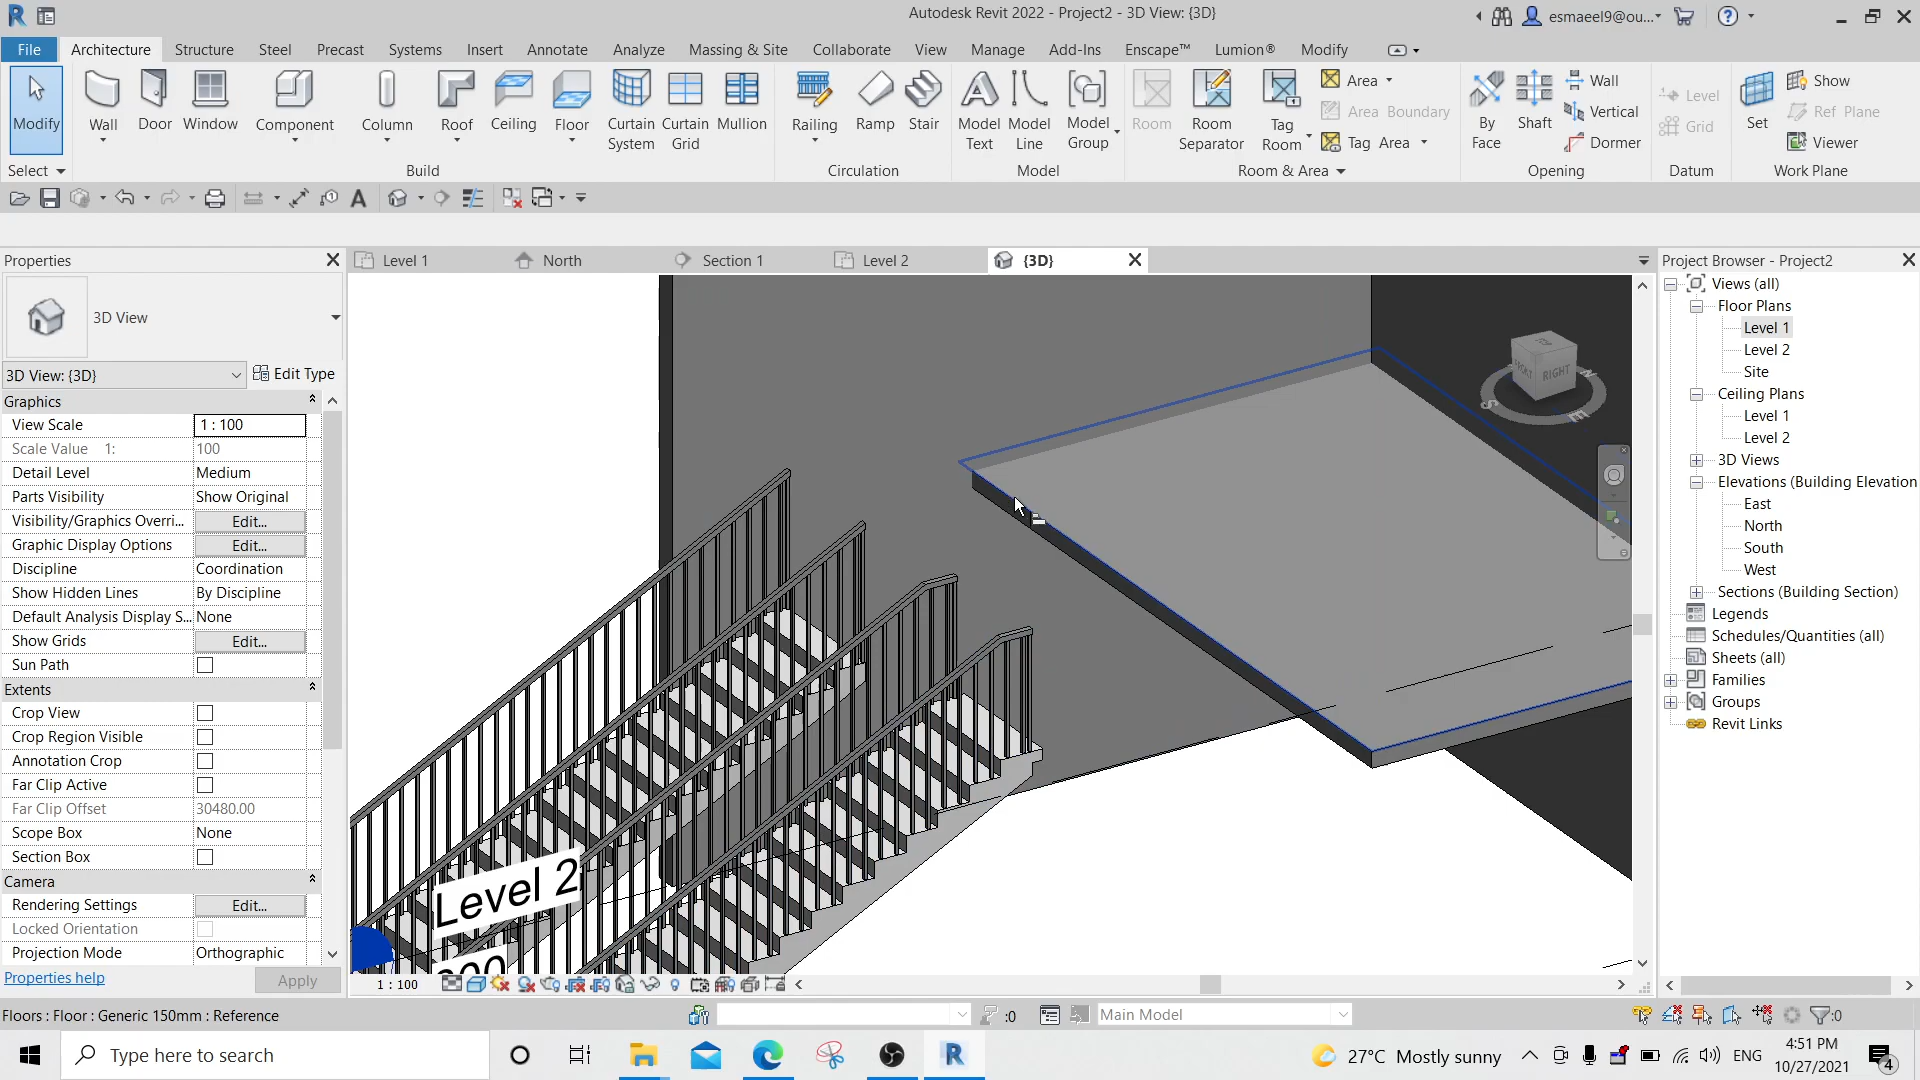 Autodesk Revit 2022 - Project2 - 3D View: {3D}
esmaeel9@ou...
File Architecture Structure Steel Precast Systems Insert Annotate Analyze Massing & Site Collaborate View Manage Add-Ins Enscape™ Lumion® Modify
Modify
Wall
Door
Window
Component
Column
Roof
Ceiling
Floor
Curtain System
Curtain Grid
Mullion
Railing
Ramp
Stair
Model Text
Model Line
Model Group
Room
Room Separator
Tag Room
Area
Area Boundary
Tag Area
By Face
Shaft
Wall
Vertical
Dormer
Level
Grid
Set
Show
Ref Plane
Viewer
Select
Build
Circulation
Model
Room & Area
Opening
Datum
Work Plane
Properties
Level 1
North
Section 1
Level 2
{3D}
Project Browser - Project2
3D View
3D View: {3D}
Edit Type
Graphics
View Scale 1 : 100
Scale Value 1: 100
Detail Level Medium
Parts Visibility Show Original
Visibility/Graphics Overri... Edit...
Graphic Display Options Edit...
Discipline Coordination
Show Hidden Lines By Discipline
Default Analysis Display S... None
Show Grids Edit...
Sun Path
Extents
Crop View
Crop Region Visible
Annotation Crop
Far Clip Active
Far Clip Offset 30480.00
Scope Box None
Section Box
Camera
Rendering Settings Edit...
Locked Orientation
Projection Mode Orthographic
Properties help
Apply
RIGHT
S
E
Level 2
Views (all)
Floor Plans
Level 1
Level 2
Site
Ceiling Plans
Level 1
Level 2
3D Views
Elevations (Building Elevation
East
North
South
West
Sections (Building Section)
Legends
Schedules/Quantities (all)
Sheets (all)
Families
Groups
Revit Links
1 : 100
Floors : Floor : Generic 150mm : Reference
:0
Main Model
:0
Type here to search
27°C Mostly sunny
ENG
4:51 PM
10/27/2021
4